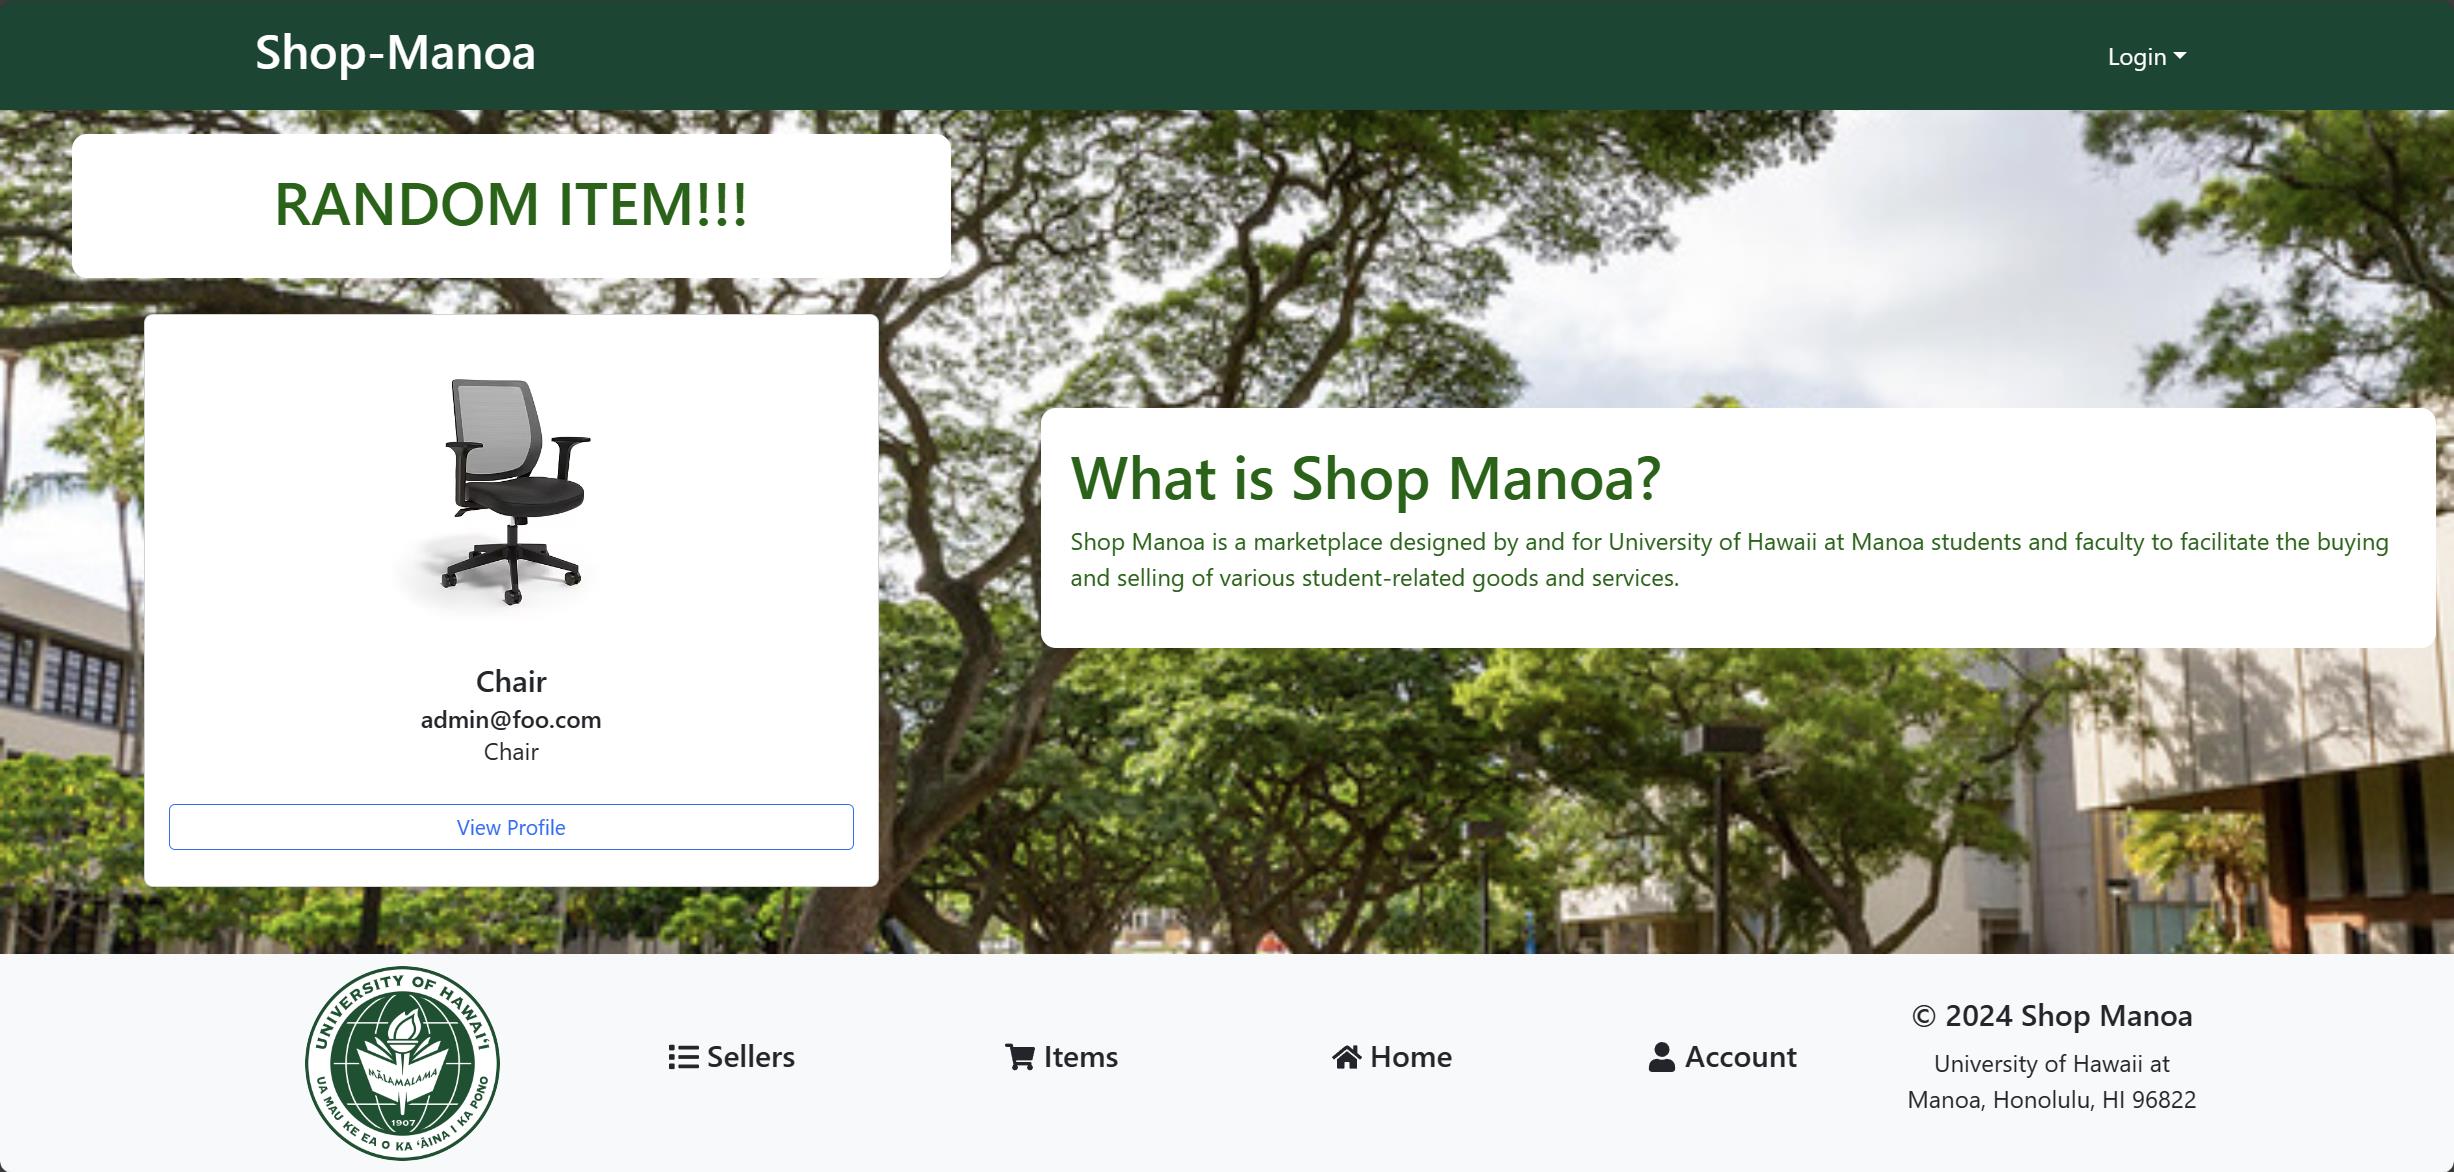 Shop-Manoa
Login
RANDOM ITEM!!!
Chair
admin@foo.com
Chair
View Profile
What is Shop Manoa?
Shop Manoa is a marketplace designed by and for University of Hawaii at Manoa students and faculty to facilitate the buying
and selling of various student-related goods and services.
UNIVERSITY OF HAWAIʻI
MĀLAMALAMA
1907
UA MAU KE EA O KA ʻĀINA I KA PONO
Sellers
Items
Home
Account
© 2024 Shop Manoa
University of Hawaii at
Manoa, Honolulu, HI 96822